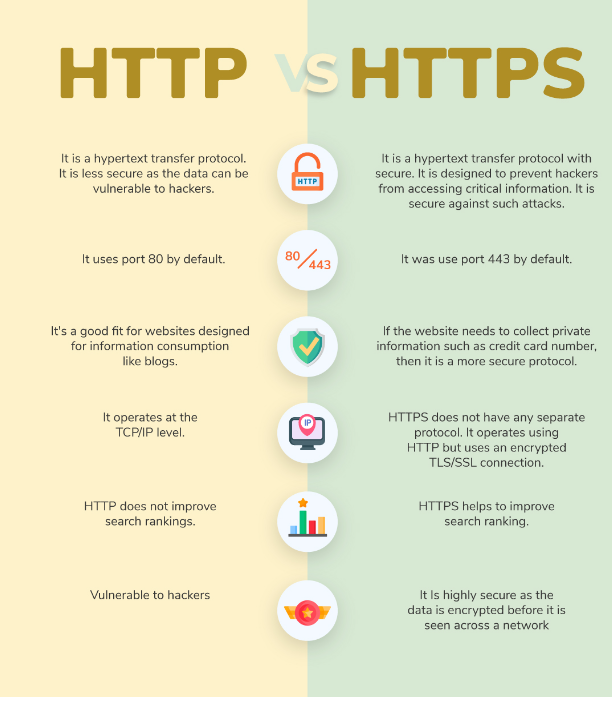 HTTP VS HTTPS
It is a hypertext transfer protocol.
It is less secure as the data can be
vulnerable to hackers.
HTTP
It is a hypertext transfer protocol with
secure. It is designed to prevent hackers
from accessing critical information. It is
secure against such attacks.
It uses port 80 by default.
80/443
It was use port 443 by default.
It's a good fit for websites designed
for information consumption
like blogs.
If the website needs to collect private
information such as credit card number,
then it is a more secure protocol.
It operates at the
TCP/IP level.
IP
HTTPS does not have any separate
protocol. It operates using
HTTP but uses an encrypted
TLS/SSL connection.
HTTP does not improve
search rankings.
HTTPS helps to improve
search ranking.
Vulnerable to hackers
It Is highly secure as the
data is encrypted before it is
seen across a network